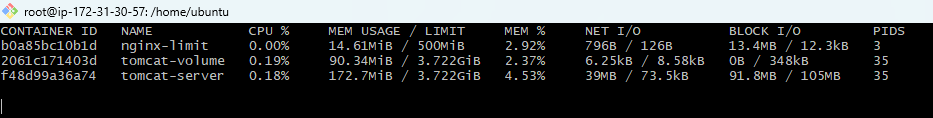 root@ip-172-31-30-57: /home/ubuntu
CONTAINER ID   NAME            CPU %     MEM USAGE / LIMIT     MEM %     NET I/O           BLOCK I/O         PIDS
b0a85bc10b1d   nginx-limit     0.00%     14.61MiB / 500MiB     2.92%     796B / 126B       13.4MB / 12.3kB   3
2061c171403d   tomcat-volume   0.19%     90.34MiB / 3.722GiB   2.37%     6.25kB / 8.58kB   0B / 348kB        35
f48d99a36a74   tomcat-server   0.18%     172.7MiB / 3.722GiB   4.53%     39MB / 73.5kB     91.8MB / 105MB    35